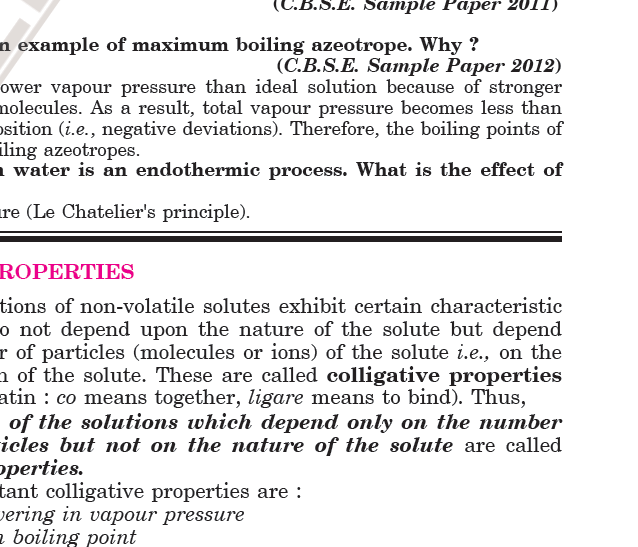 (C.B.S.E. Sample Paper 2011)
n example of maximum boiling azeotrope. Why ?
(C.B.S.E. Sample Paper 2012)
ower vapour pressure than ideal solution because of stronger
molecules. As a result, total vapour pressure becomes less than
osition (i.e., negative deviations). Therefore, the boiling points of
iling azeotropes.
n water is an endothermic process. What is the effect of
ure (Le Chatelier's principle).
ROPERTIES
tions of non-volatile solutes exhibit certain characteristic
o not depend upon the nature of the solute but depend
r of particles (molecules or ions) of the solute i.e., on the
n of the solute. These are called colligative properties
atin : co means together, ligare means to bind). Thus,
of the solutions which depend only on the number
ticles but not on the nature of the solute are called
operties.
tant colligative properties are :
vering in vapour pressure
n boiling point